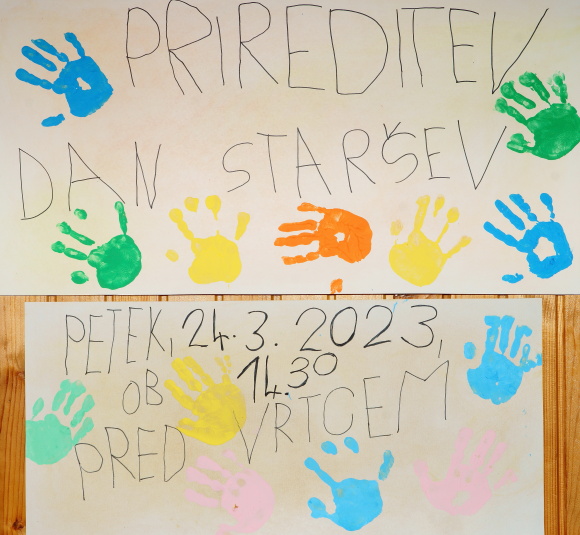 PRIREDITEV
DAN STARŠEV
PETEK, 24.3. 2023,
OB 14.30
PRED VRTCEM